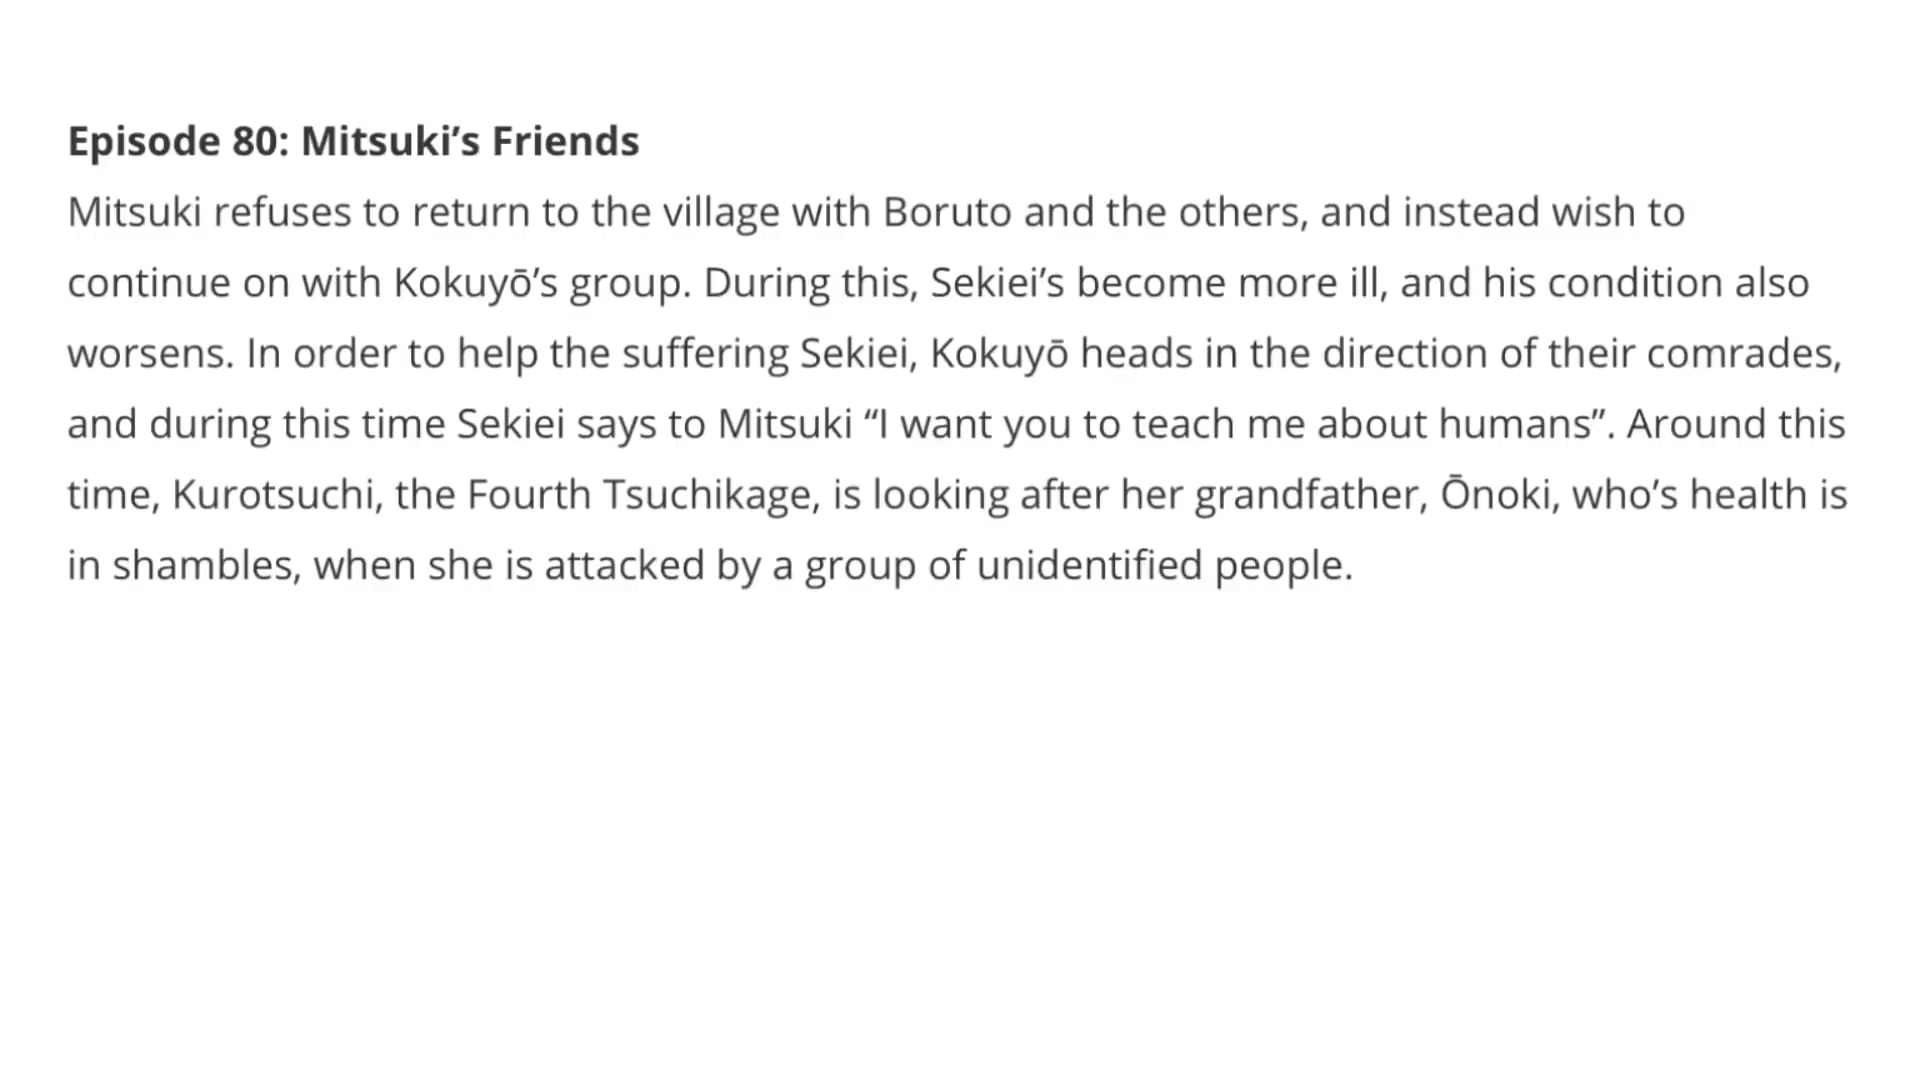 Episode 80: Mitsuki’s Friends
Mitsuki refuses to return to the village with Boruto and the others, and instead wish to
continue on with Kokuyō’s group. During this, Sekiei’s become more ill, and his condition also
worsens. In order to help the suffering Sekiei, Kokuyō heads in the direction of their comrades,
and during this time Sekiei says to Mitsuki “I want you to teach me about humans”. Around this
time, Kurotsuchi, the Fourth Tsuchikage, is looking after her grandfather, Ōnoki, who’s health is
in shambles, when she is attacked by a group of unidentified people.